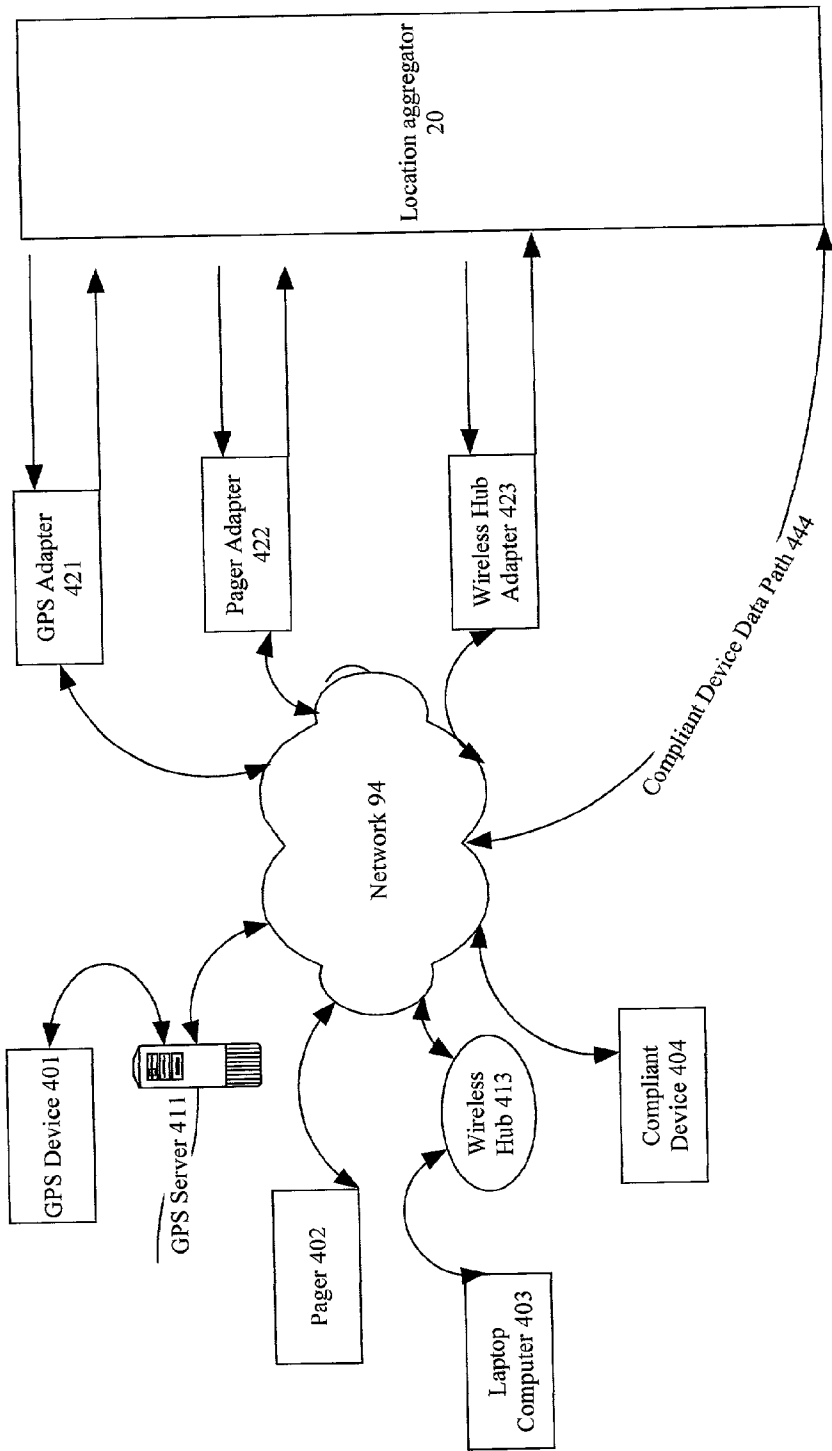 GPS Device 401
GPS Server 411
Pager 402
Laptop
Computer 403
Wireless
Hub 413
Compliant
Device 404
Network 94
GPS Adapter
421
Pager Adapter
422
Wireless Hub
Adapter 423
Compliant Device Data Path 444
Location aggregator
20